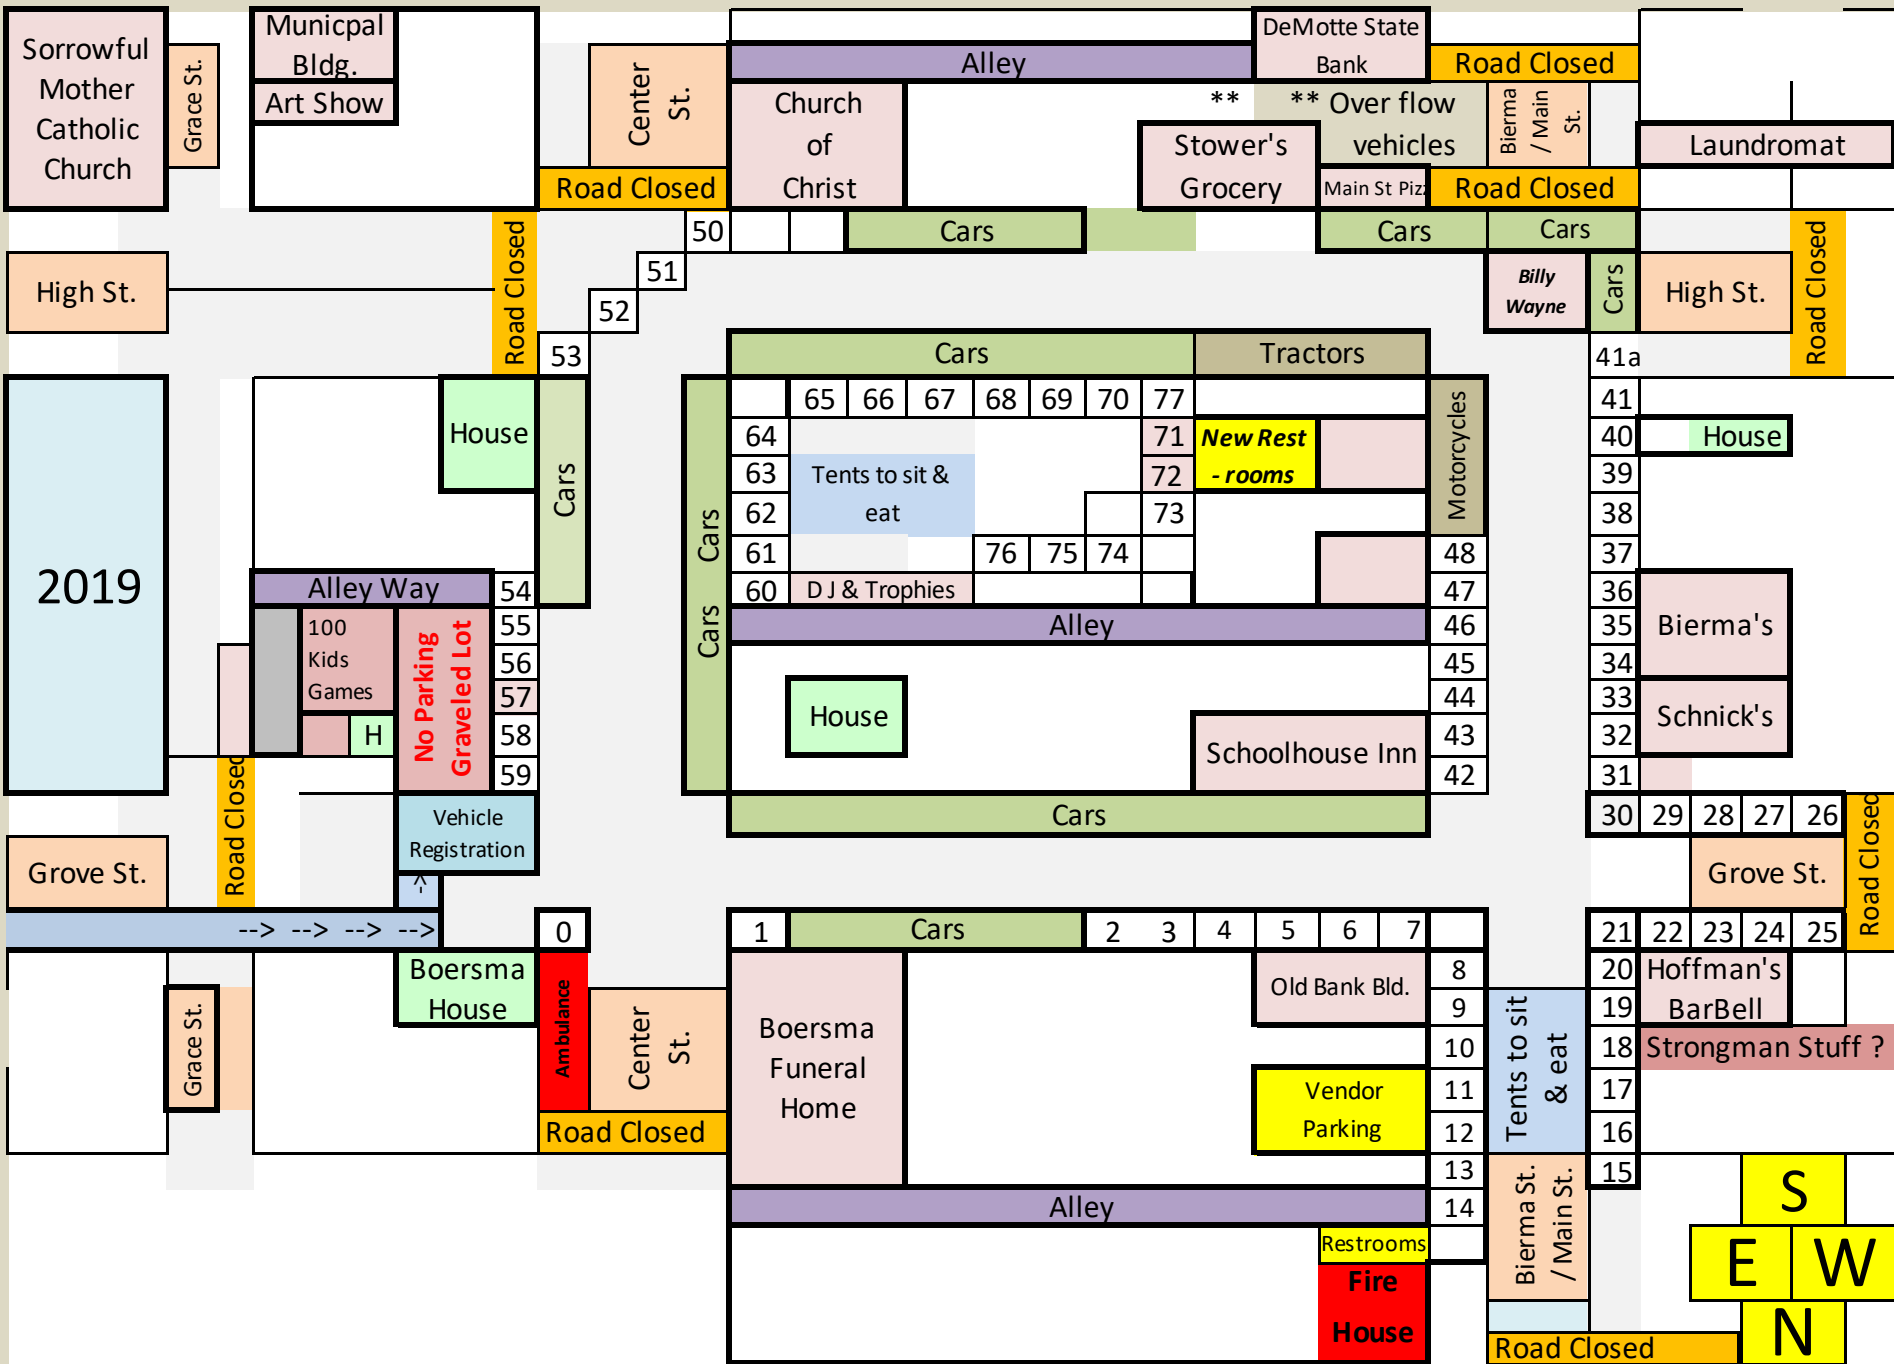 Sorrowful
Mother
Catholic
Church
Grace St.
Municpal
Bldg.
Art Show
Center
St.
Alley
DeMotte State
Bank
Road Closed
Church
of
Christ
**
** Over flow
vehicles
Bierma
/ Main
St.
Stower's
Grocery
Main St Piz
Laundromat
Road Closed
Road Closed
Road Closed
50
Cars
Cars
Cars
Road Closed
High St.
51
52
53
Billy
Wayne
Cars
High St.
Cars
Tractors
41a
2019
House
Cars
Cars
Cars
65 66 67 68 69 70 77
Motorcycles
41
64
71
New Rest
- rooms
40
House
63
Tents to sit &
eat
72
39
62
73
38
61
76 75 74
48
37
Alley Way
54
60
D J & Trophies
47
36
100
Kids
Games
No Parking
Graveled Lot
55
Alley
46
35
Bierma's
56
45
34
57
House
44
33
Schnick's
H
58
Schoolhouse Inn
43
32
59
42
31
Road Closed
Vehicle
Registration
Cars
30 29 28 27 26
Road Closed
Grove St.
->
Grove St.
--> --> --> -->
0
1
Cars
2 3 4 5 6 7
21 22 23 24 25
Boersma
House
Ambulance
Boersma
Funeral
Home
Old Bank Bld.
8
20
Hoffman's
BarBell
Grace St.
Center
St.
9
Tents to sit
& eat
19
10
18
Strongman Stuff ?
Vendor
Parking
11
17
Road Closed
12
16
13
Bierma St.
/ Main St.
15
Alley
14
S
Restrooms
E W
Fire
House
N
Road Closed